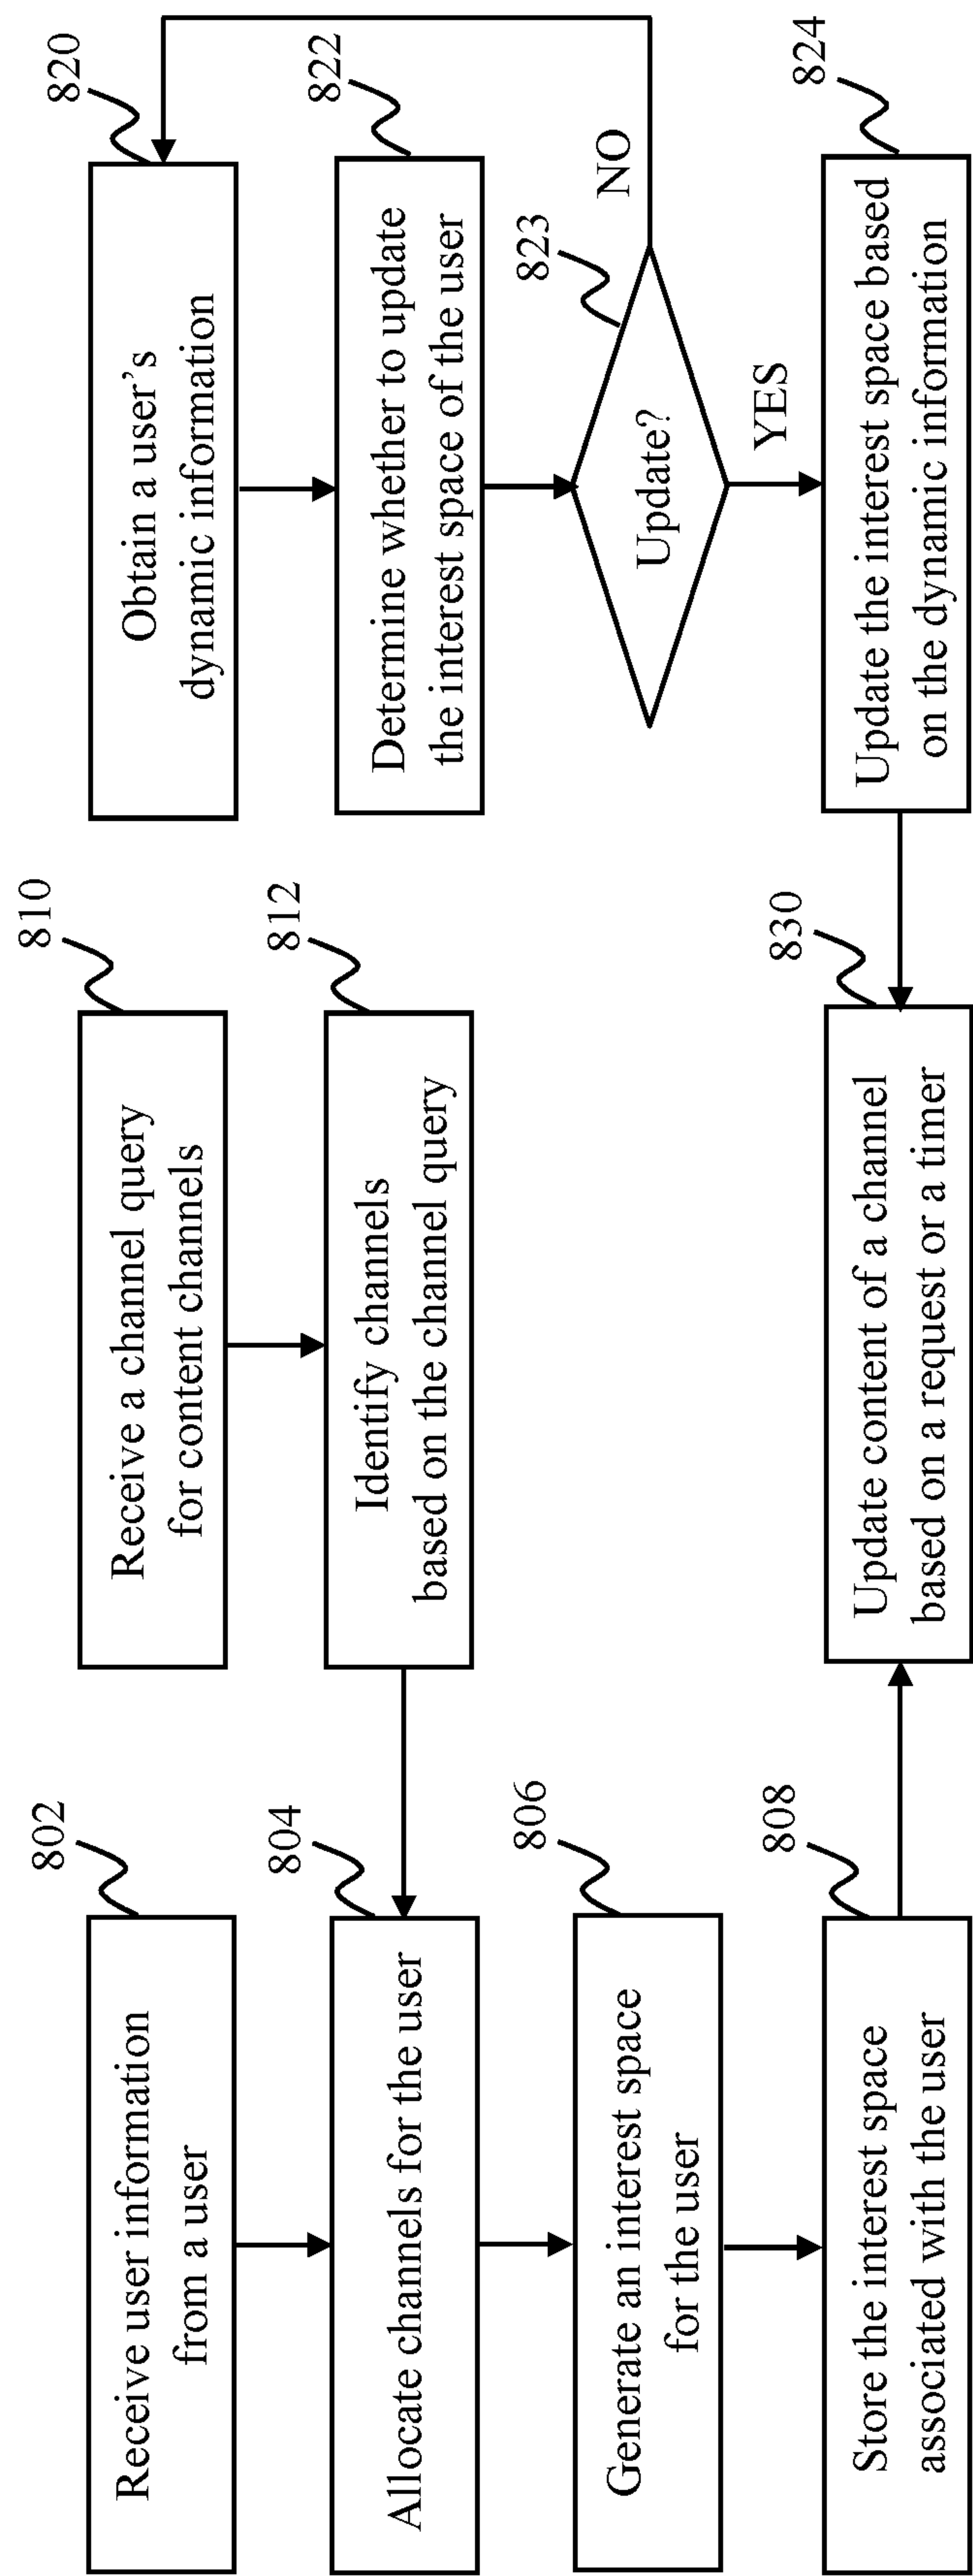 802
Receive user information
from a user
804
Allocate channels for the user
806
Generate an interest space
for the user
808
Store the interest space
associated with the user
810
Receive a channel query
for content channels
812
Identify channels
based on the channel query
830
Update content of a channel
based on a request or a timer
820
Obtain a user's
dynamic information
822
Determine whether to update
the interest space of the user
823
Update?
NO
YES
824
Update the interest space based
on the dynamic information